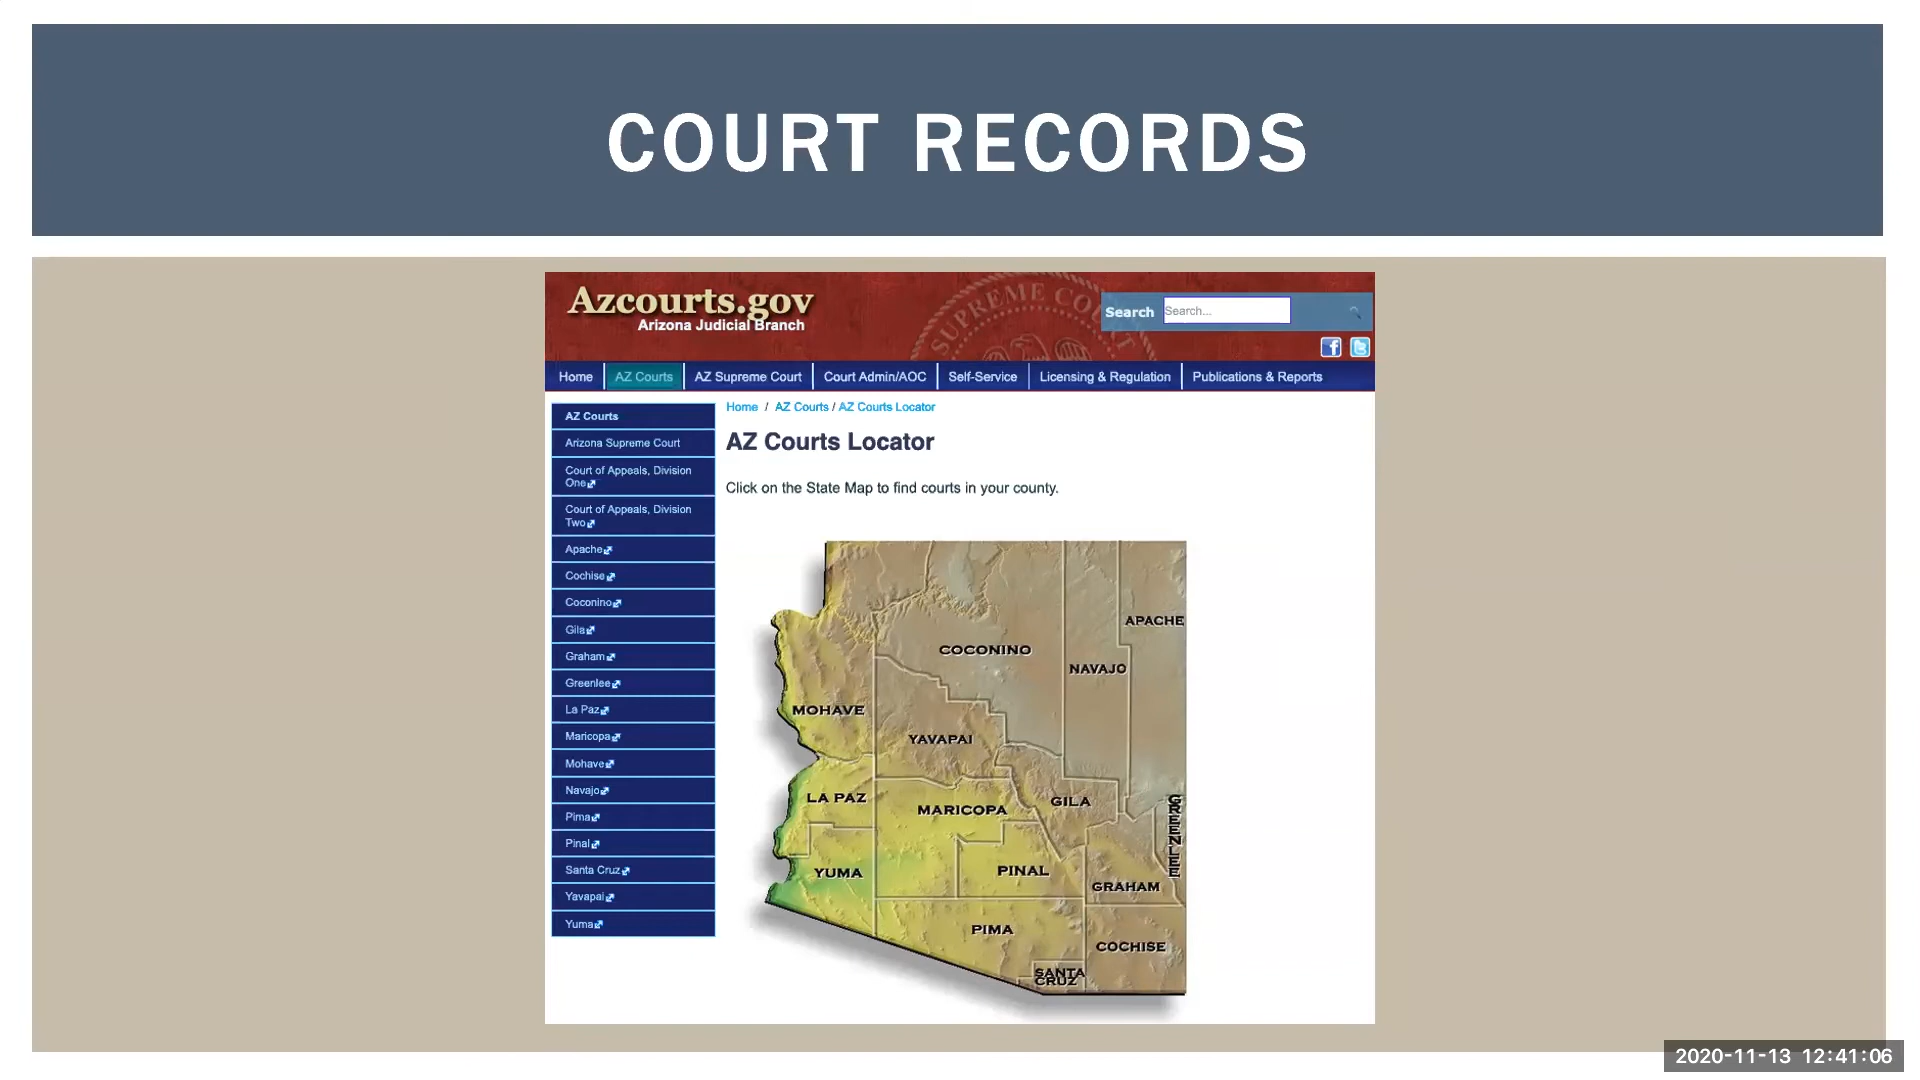 COURT RECORDS
Azcourts.gov
Arizona Judicial Branch
SUPREME COURT
Search Search...
Home AZ Courts AZ Supreme Court Court Admin/AOC Self-Service Licensing & Regulation Publications & Reports
AZ Courts
Arizona Supreme Court
Court of Appeals, Division
One
Court of Appeals, Division
Two
Apache
Cochise
Coconino
Gila
Graham
Greenlee
La Paz
Maricopa
Mohave
Navajo
Pima
Pinal
Santa Cruz
Yavapai
Yuma
Home / AZ Courts / AZ Courts Locator
AZ Courts Locator
Click on the State Map to find courts in your county.
APACHE
COCONINO
NAVAJO
MOHAVE
YAVAPAI
LA PAZ
MARICOPA
GILA
GREENLEE
YUMA
PINAL
GRAHAM
PIMA
COCHISE
SANTA
CRUZ
2020-11-13 12:41:06